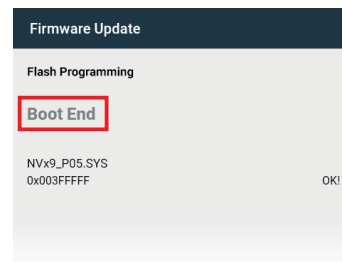 Firmware Update
Flash Programming
Boot End
NVx9_P05.SYS
0x003FFFFF OK!